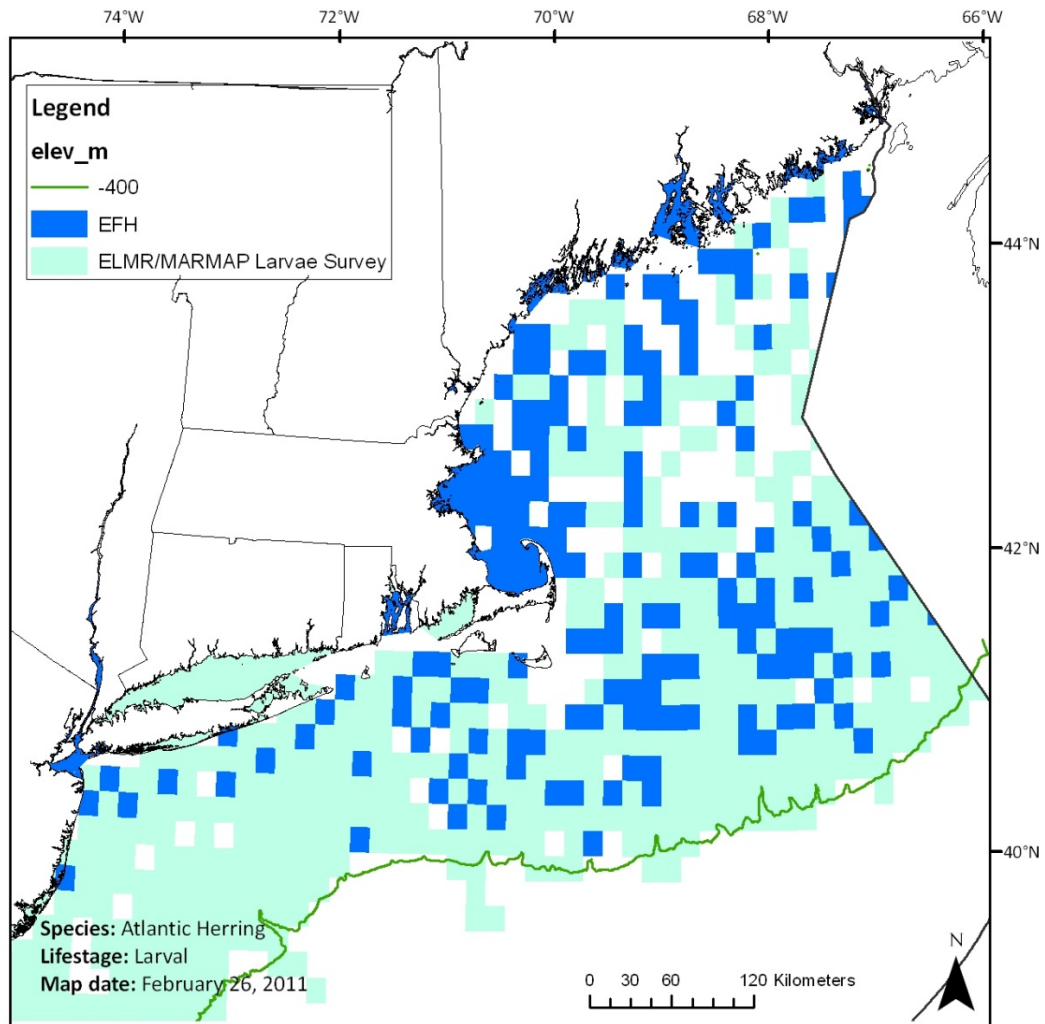 74°W 72°W 70°W 68°W 66°W
Legend
elev_m
-400
EFH
ELMR/MARMAP Larvae Survey
44°N
42°N
40°N
Species: Atlantic Herring
Lifestage: Larval
Map date: February 26, 2011
0 30 60 120 Kilometers
N